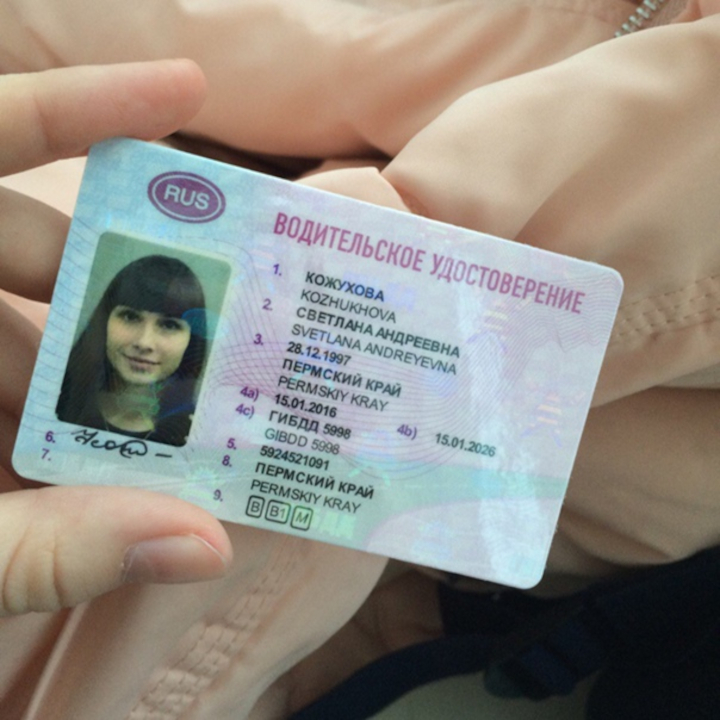 RUS
ВОДИТЕЛЬСКОЕ УДОСТОВЕРЕНИЕ
1. КОЖУХОВА
KOZHUKHOVA
2. СВЕТЛАНА АНДРЕЕВНА
SVETLANA ANDREYEVNA
3. 28.12.1997
ПЕРМСКИЙ КРАЙ
PERMSKIY KRAY
4a) 15.01.2016 4b) 15.01.2026
4c) ГИБДД 5998
GIBDD 5998
5. 5924521091
8. ПЕРМСКИЙ КРАЙ
PERMSKIY KRAY
9. B B1 M
6.
7.